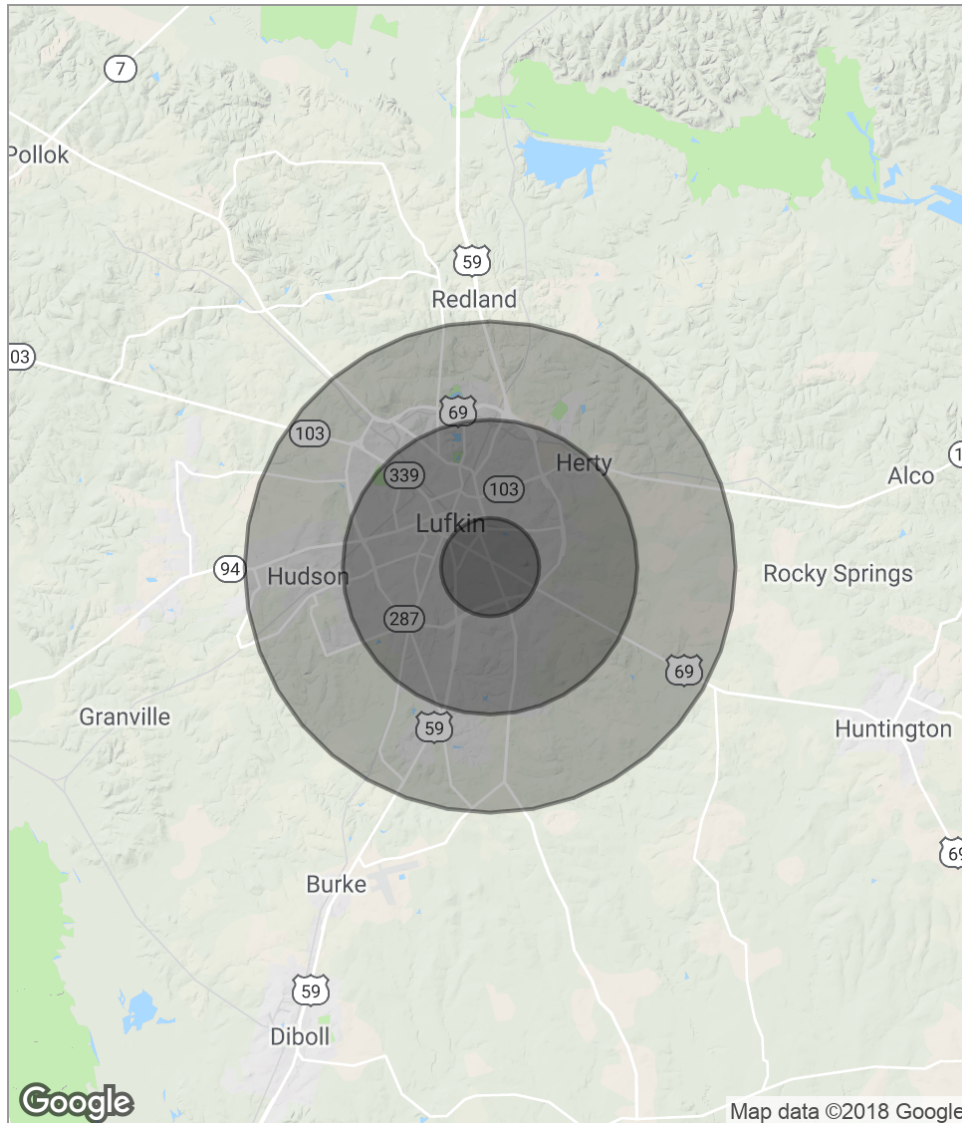 7
Pollok
59
Redland
03
69
103
339
Herty
103
Alco
1
Lufkin
94
Hudson
Rocky Springs
287
69
Granville
59
Huntington
69
Burke
59
Diboll
Google
Map data ©2018 Google